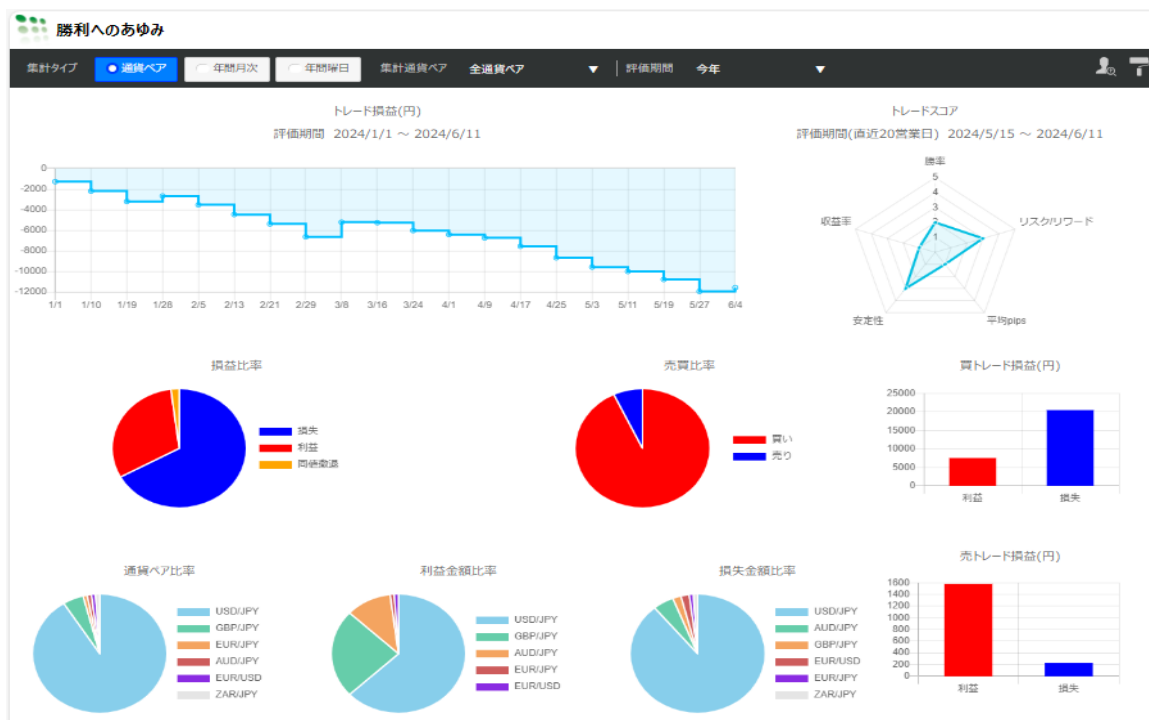 勝利へのあゆみ
集計タイプ 通貨ペア 年間月次 年間曜日 集計通貨ペア 全通貨ペア ▼ 評価期間 今年 ▼
トレード損益(円)
評価期間 2024/1/1 ～ 2024/6/11
0
-2000
-4000
-6000
-8000
-10000
-12000
1/1 1/10 1/19 1/28 2/5 2/13 2/21 2/29 3/8 3/16 3/24 4/1 4/9 4/17 4/25 5/3 5/11 5/19 5/27 6/4
トレードスコア
評価期間(直近20営業日) 2024/5/15 ～ 2024/6/11
勝率
5
4
3
2
1
収益率
リスク/リワード
安定性
平均pips
損益比率
損失
利益
同値撤退
売買比率
買い
売り
買トレード損益(円)
25000
20000
15000
10000
5000
0
利益 損失
通貨ペア比率
USD/JPY
GBP/JPY
EUR/JPY
AUD/JPY
EUR/USD
ZAR/JPY
利益金額比率
USD/JPY
GBP/JPY
AUD/JPY
EUR/JPY
EUR/USD
損失金額比率
USD/JPY
AUD/JPY
GBP/JPY
EUR/USD
EUR/JPY
ZAR/JPY
売トレード損益(円)
1600
1400
1200
1000
800
600
400
200
0
利益 損失